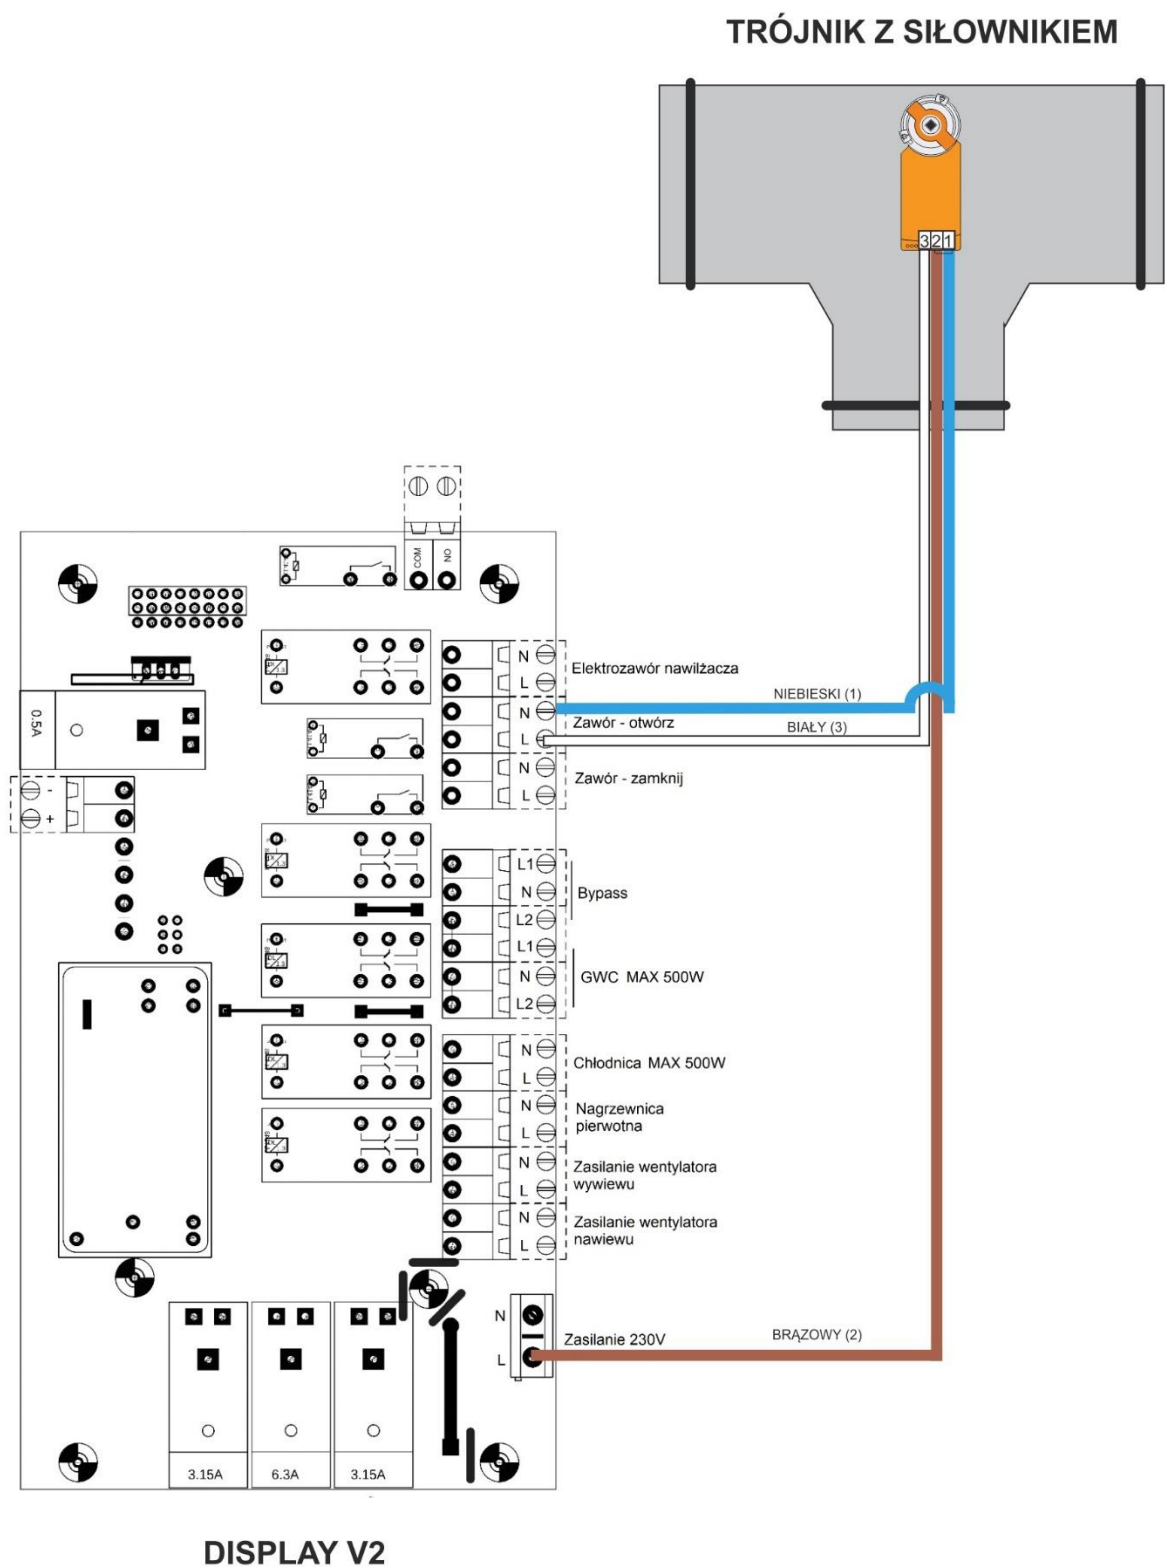 TRÓJNIK Z SIŁOWNIKIEM
3 2 1
COM
NO
N
L
Elektrozawór nawilżacza
NIEBIESKI (1)
N
L
Zawór - otwórz
BIAŁY (3)
N
L
Zawór - zamknij
0.5A
-
+
L1
N
L2
Bypass
L1
N
L2
GWC MAX 500W
N
L
Chłodnica MAX 500W
N
L
Nagrzewnica
pierwotna
N
L
Zasilanie wentylatora
wywiewu
N
L
Zasilanie wentylatora
nawiewu
N
L
Zasilanie 230V
BRĄZOWY (2)
3.15A
6.3A
3.15A
DISPLAY V2